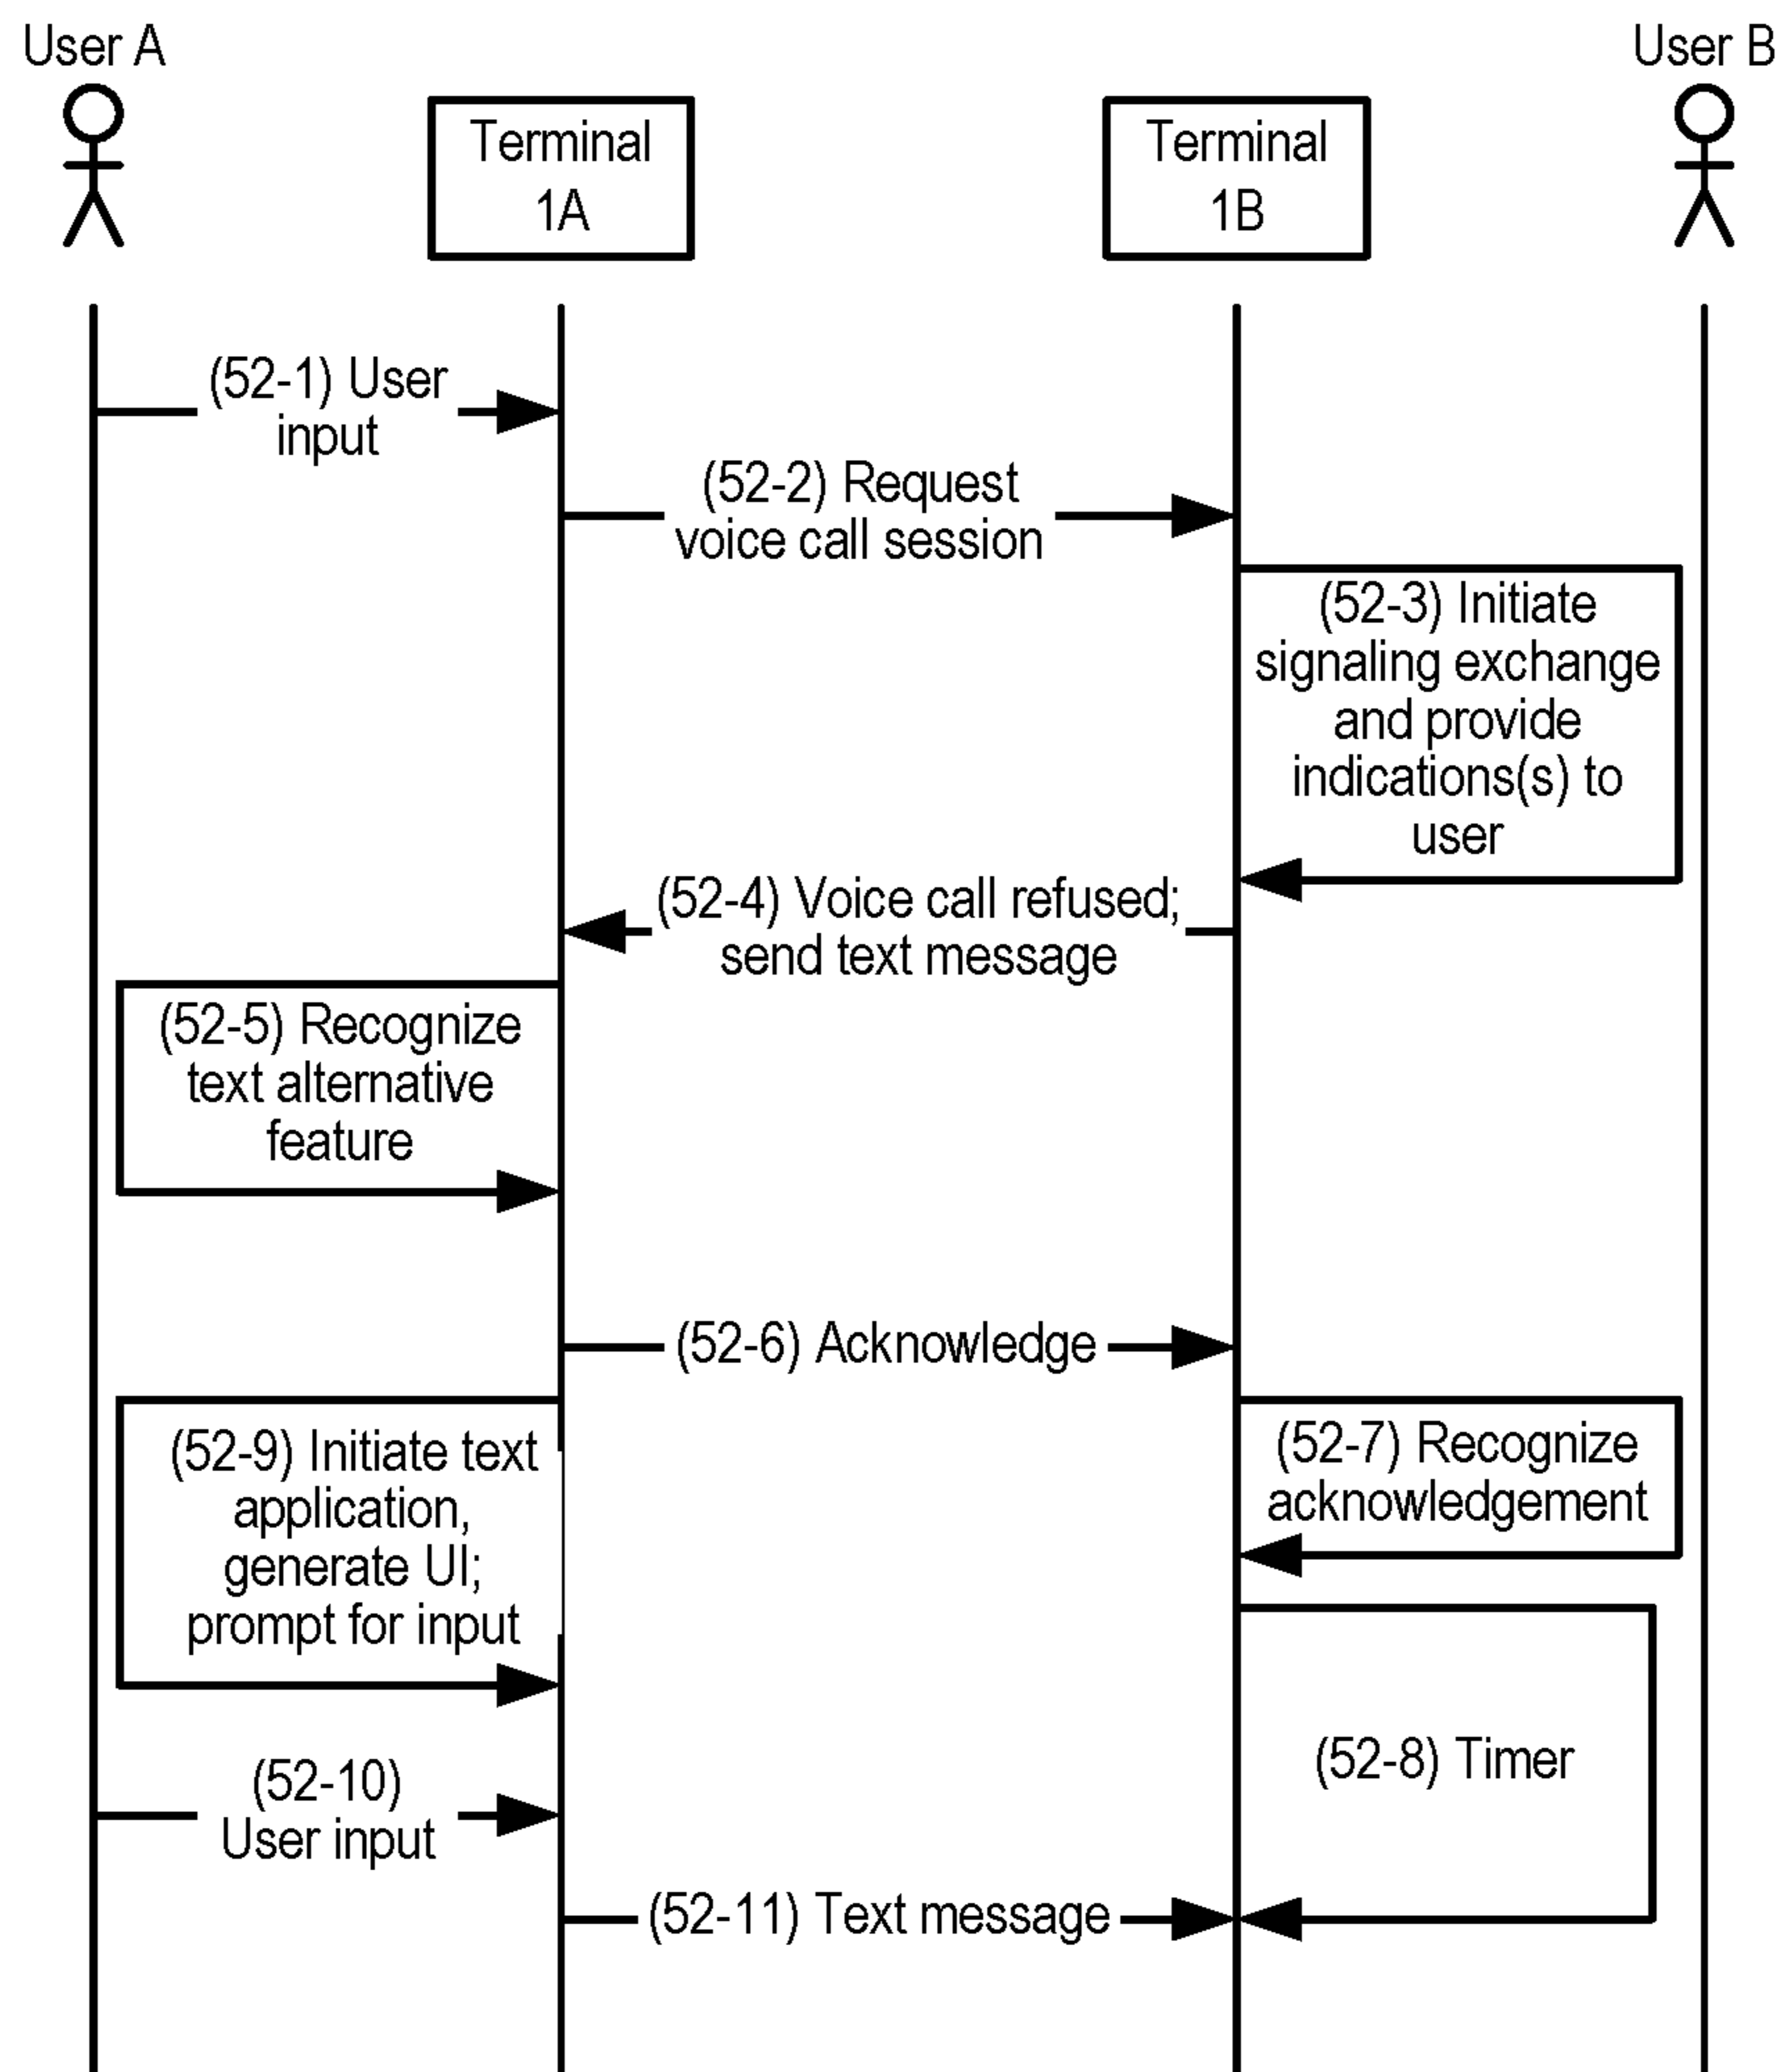 User A
User B
Terminal
1A
Terminal
1B
(52-1) User
input
(52-2) Request
voice call session
(52-3) Initiate
signaling exchange
and provide
indications(s) to
user
(52-4) Voice call refused;
send text message
(52-5) Recognize
text alternative
feature
(52-6) Acknowledge
(52-7) Recognize
acknowledgement
(52-9) Initiate text
application,
generate UI;
prompt for input
(52-8) Timer
(52-10)
User input
(52-11) Text message